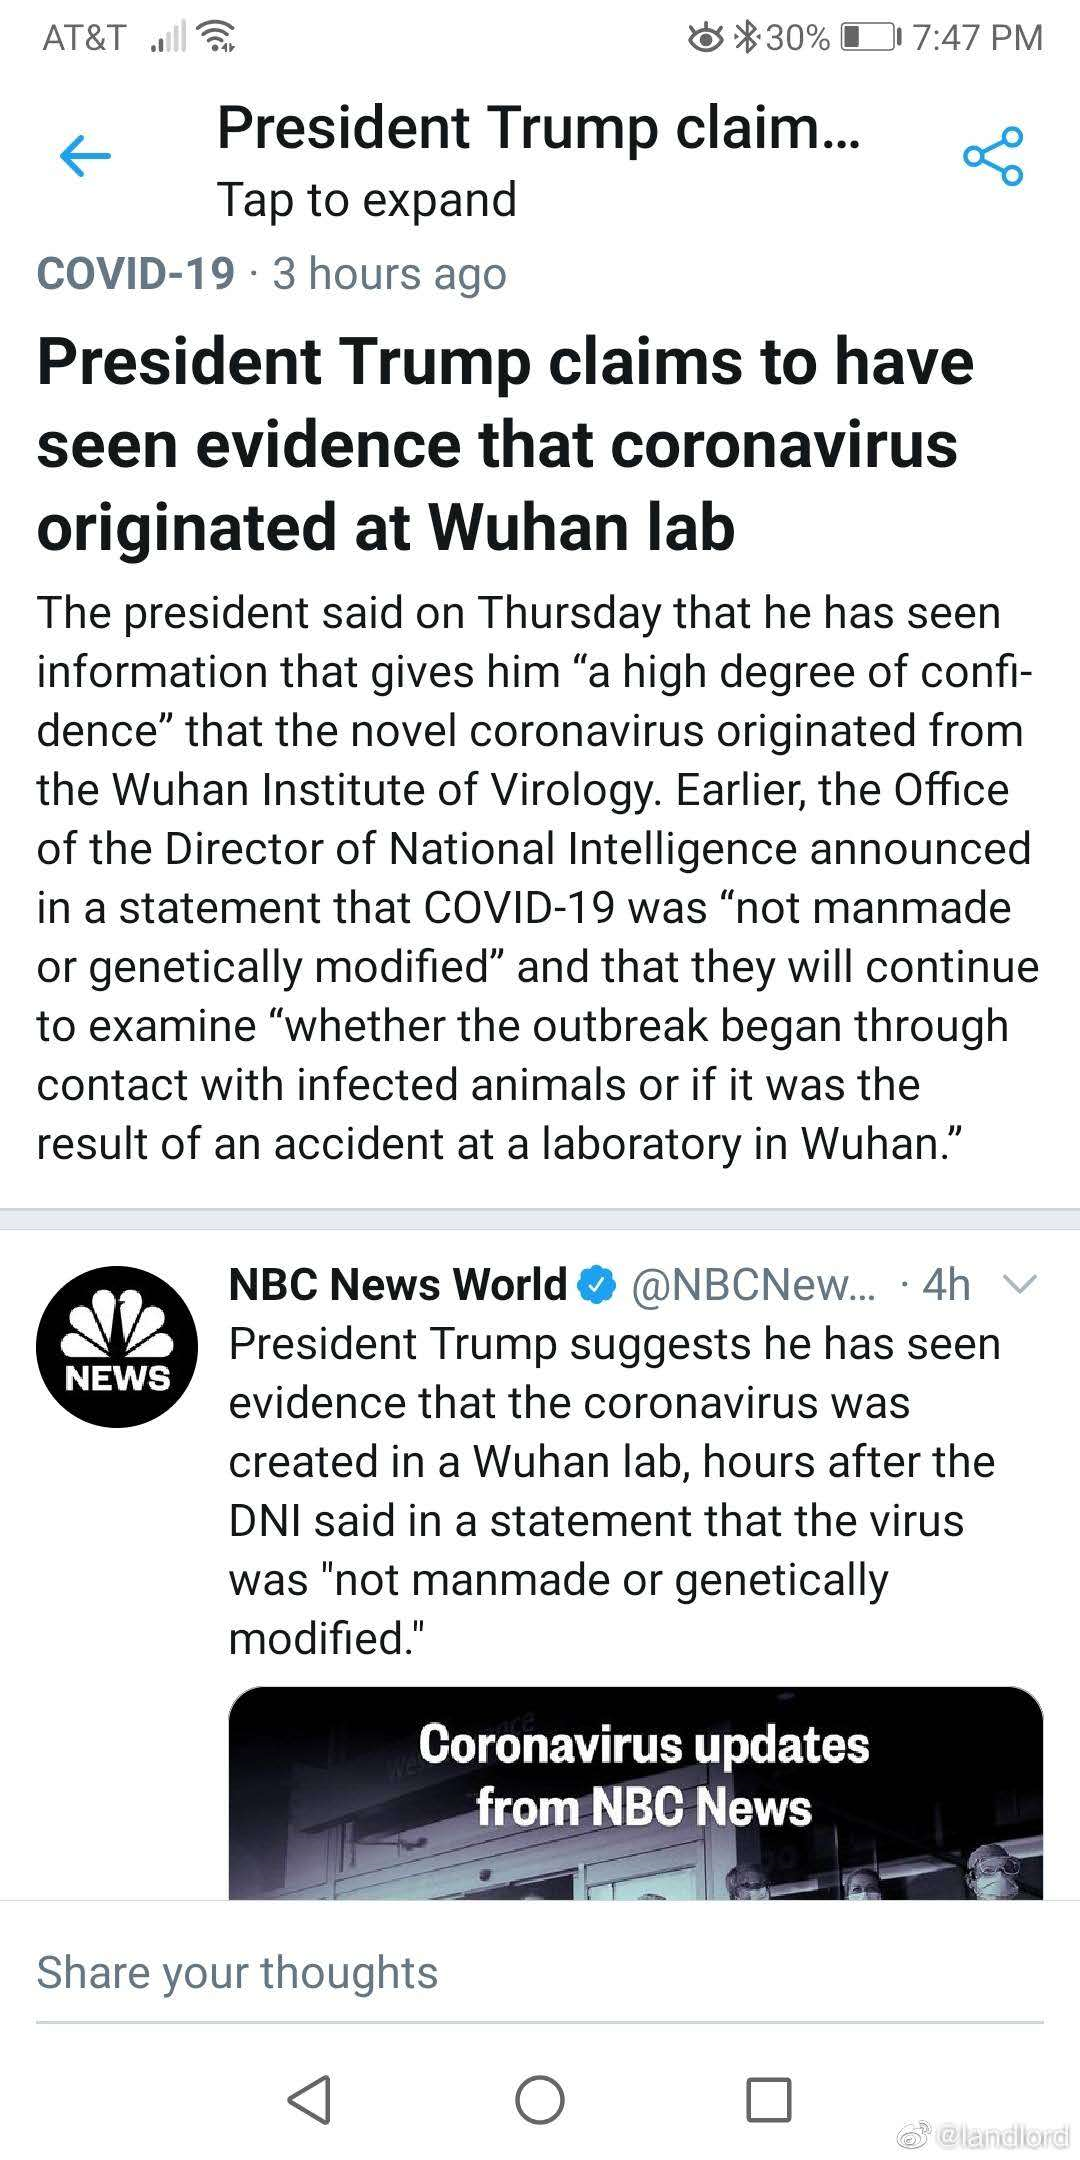 AT&T 30% 7:47 PM
President Trump claim...
Tap to expand
COVID-19 · 3 hours ago
President Trump claims to have
seen evidence that coronavirus
originated at Wuhan lab
The president said on Thursday that he has seen
information that gives him “a high degree of confi-
dence” that the novel coronavirus originated from
the Wuhan Institute of Virology. Earlier, the Office
of the Director of National Intelligence announced
in a statement that COVID-19 was “not manmade
or genetically modified” and that they will continue
to examine “whether the outbreak began through
contact with infected animals or if it was the
result of an accident at a laboratory in Wuhan.”
NEWS
NBC News World @NBCNew... · 4h
President Trump suggests he has seen
evidence that the coronavirus was
created in a Wuhan lab, hours after the
DNI said in a statement that the virus
was "not manmade or genetically
modified."
Coronavirus updates
from NBC News
Share your thoughts
@landlord